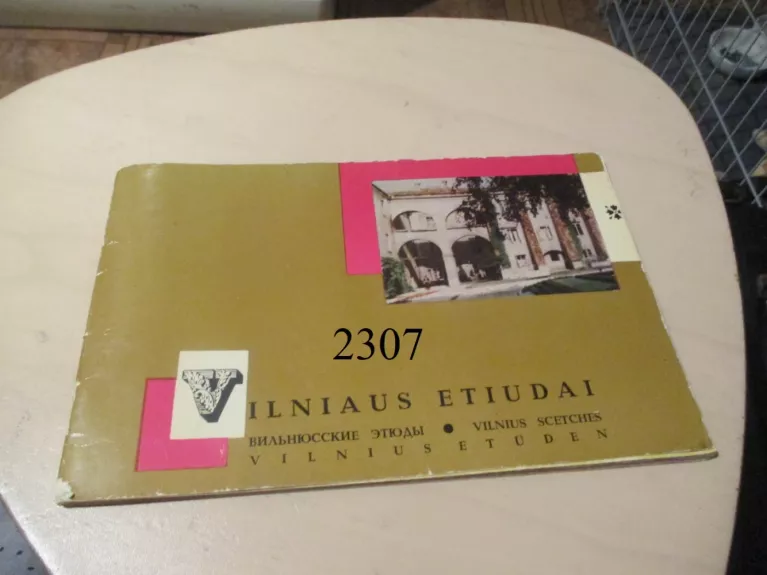 2307
VILNIAUS ETIUDAI
ВИЛЬНЮССКИЕ ЭТЮДЫ ● VILNIUS SCETCHES
VILNIUS ETÜDEN